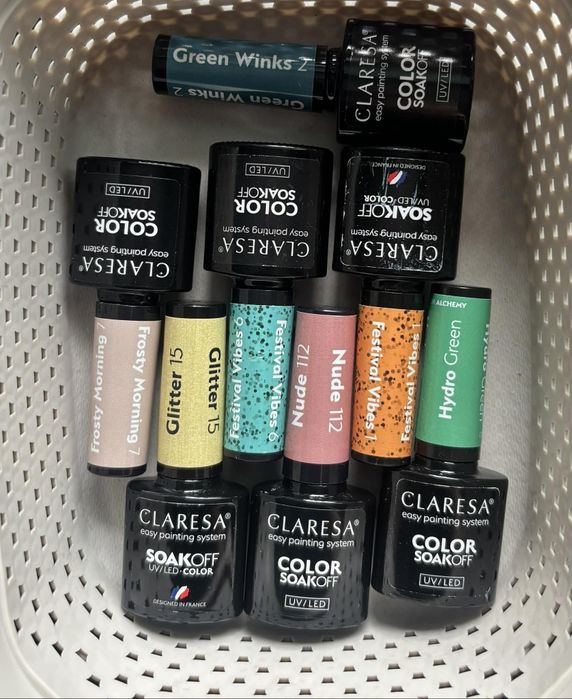 Green Winks 2
Green Winks 2
CLARESA®
easy painting system
COLOR
SOAKOFF
UV/LED
UV/LED
COLOR
SOAKOFF
easy painting system
CLARESA®
Frosty Morning 7
Frosty Morning 7
UV/LED
COLOR
SOAKOFF
easy painting system
CLARESA®
Festival Vibes 6
Festival Vibes 6
DESIGNED IN FRANCE
UV/LED/COLOR
SOAKOFF
easy painting system
CLARESA®
Festival Vibes 1
Festival Vibes 1
Glitter 15
Glitter 15
CLARESA®
easy painting system
SOAKOFF
UV/LED·COLOR
DESIGNED IN FRANCE
Nude 112
Nude 112
CLARESA®
easy painting system
COLOR
SOAKOFF
UV/LED
ALCHEMY
Hydro Green
Hydro Green
CLARESA®
easy painting system
COLOR
SOAKOFF
UV/LED